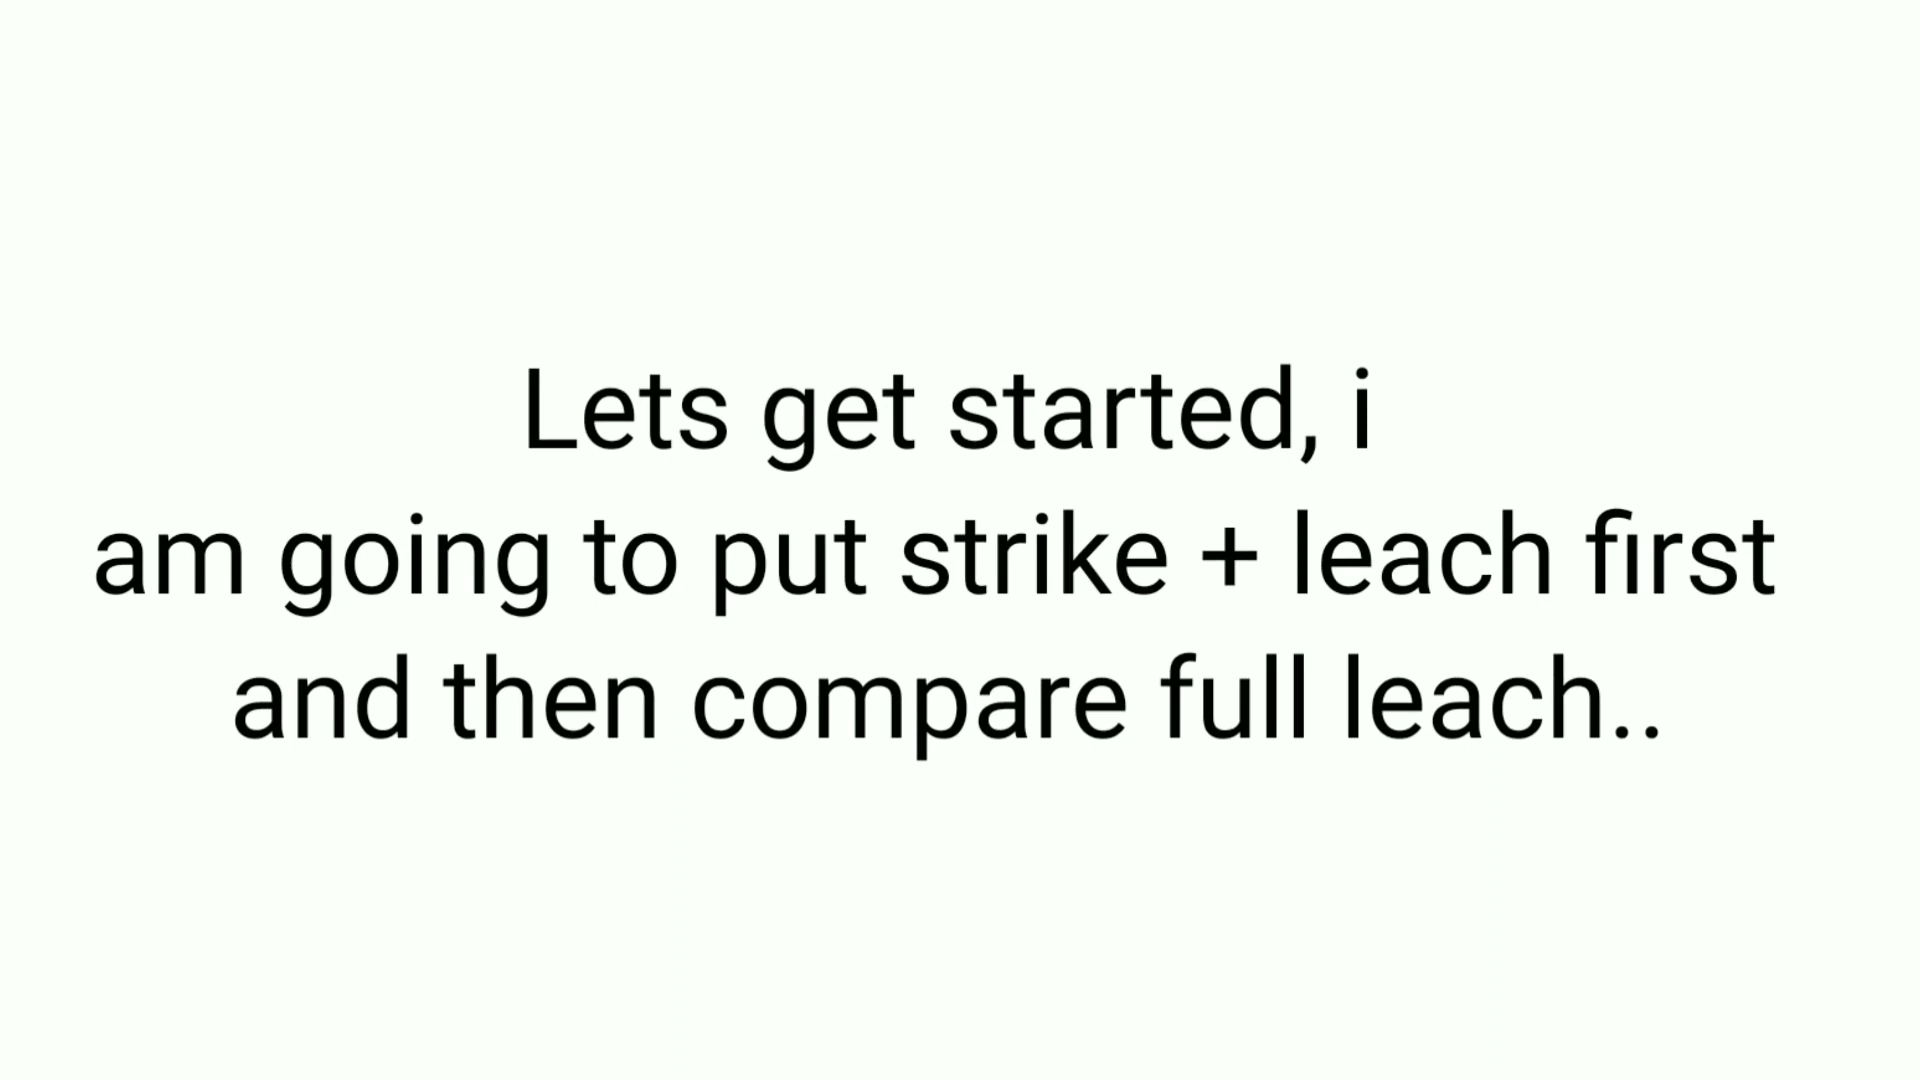 Lets get started, i
am going to put strike + leach first
and then compare full leach..